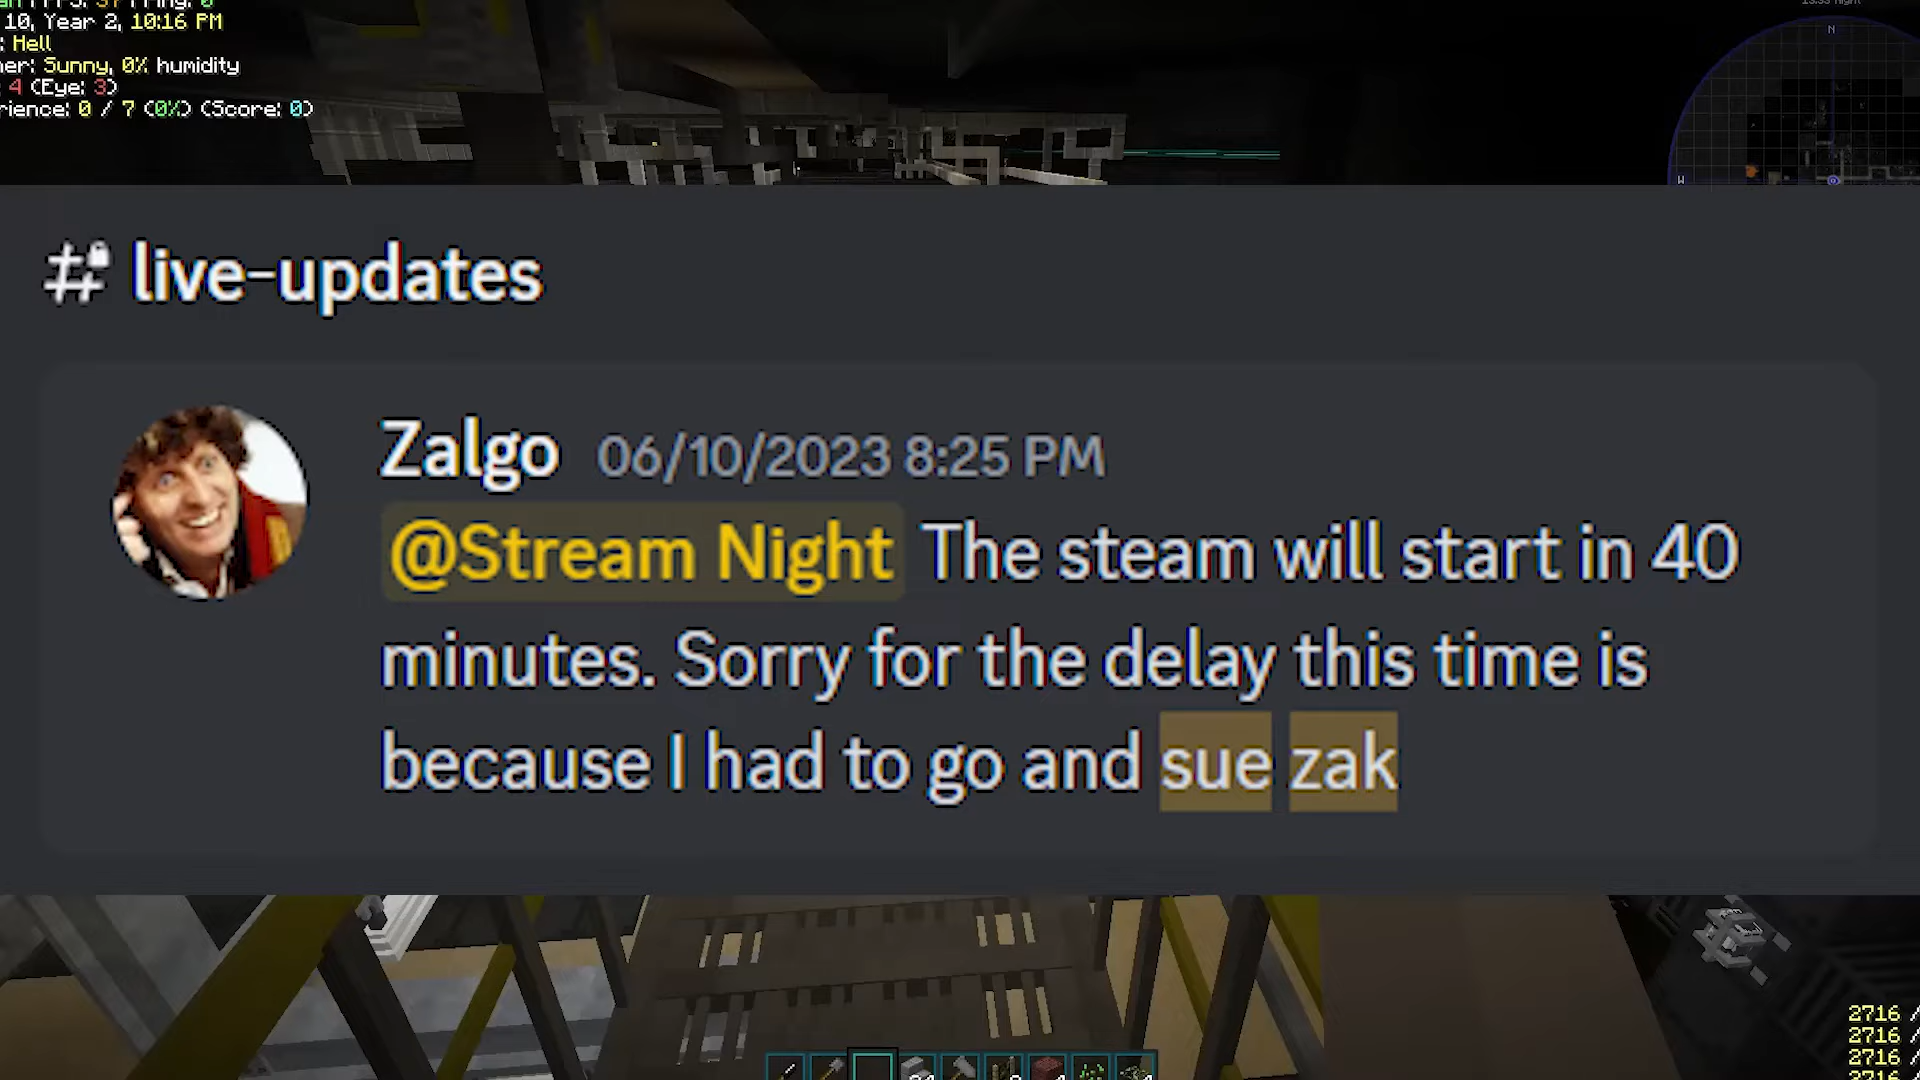 10, Year 2, 10:16 PM
: Hell
her: Sunny, 0% humidity
: 4 (Eye: 3)
rience: 0 / 7 (0%) (Score: 0)
N
W
# live-updates
Zalgo 06/10/2023 8:25 PM
@Stream Night The steam will start in 40
minutes. Sorry for the delay this time is
because I had to go and sue zak
2716 /
2716 /
2716 /